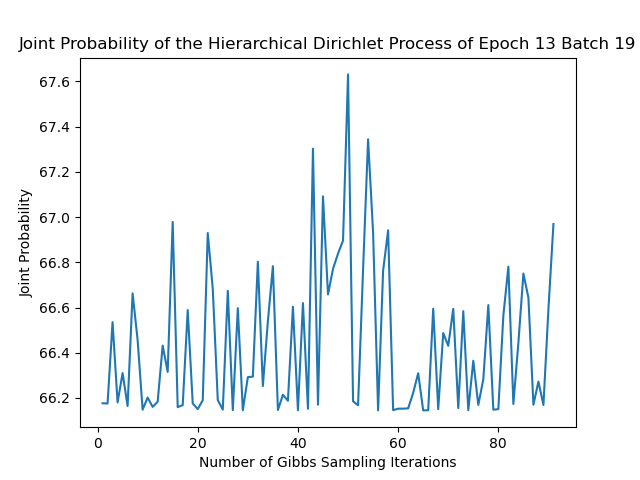 Joint Probability of the Hierarchical Dirichlet Process of Epoch 13 Batch 19
67.6
67.4
67.2
67.0
66.8
66.6
66.4
66.2
Joint Probability
0 20 40 60 80
Number of Gibbs Sampling Iterations